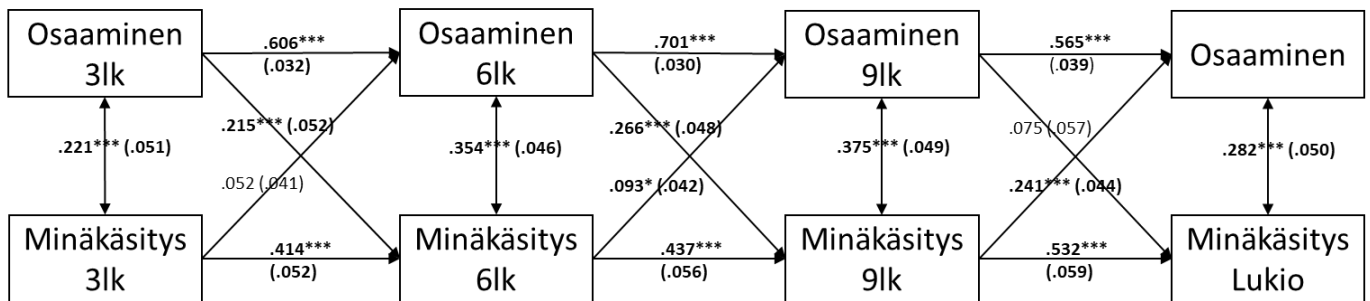 Osaaminen
3lk
.606***
(.032)
Osaaminen
6lk
.701***
(.030)
Osaaminen
9lk
.565***
(.039)
Osaaminen
.221*** (.051)
.215*** (.052)
.052 (.041)
.354*** (.046)
.266*** (.048)
.093* (.042)
.375*** (.049)
.075 (.057)
.241*** (.044)
.282*** (.050)
Minäkäsitys
3lk
.414***
(.052)
Minäkäsitys
6lk
.437***
(.056)
Minäkäsitys
9lk
.532***
(.059)
Minäkäsitys
Lukio